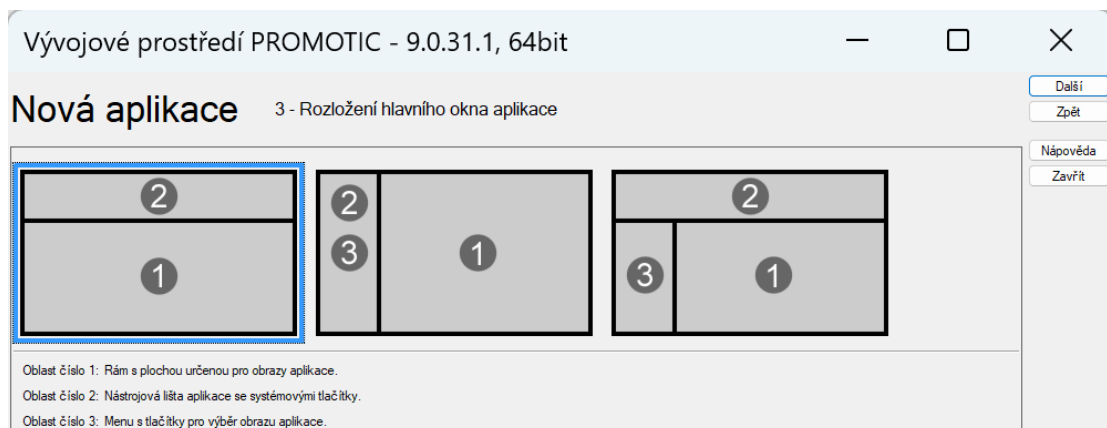 Vývojové prostředí PROMOTIC - 9.0.31.1, 64bit
Nová aplikace
3 - Rozložení hlavního okna aplikace
Další
Zpět
Nápověda
Zavřít
2
1
2
3
1
2
3
1
Oblast číslo 1: Rám s plochou určenou pro obrazy aplikace.
Oblast číslo 2: Nástrojová lišta aplikace se systémovými tlačítky.
Oblast číslo 3: Menu s tlačítky pro výběr obrazu aplikace.